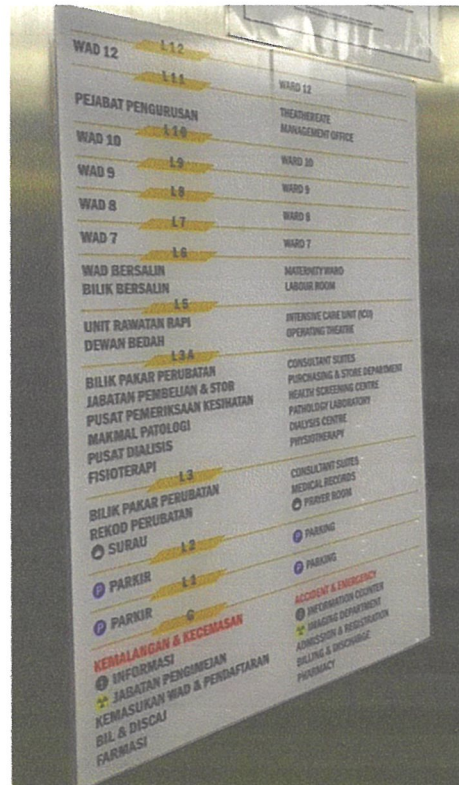 L12
WAD 12 WARD 12
L11
THEATHEREATE
PEJABAT PENGURUSAN MANAGEMENT OFFICE
L10
WAD 10 WARD 10
L9
WAD 9 WARD 9
L8
WAD 8 WARD 8
L7
WAD 7 WARD 7
L6
WAD BERSALIN MATERNITY WARD
BILIK BERSALIN LABOUR ROOM
L5
UNIT RAWATAN RAPI INTENSIVE CARE UNIT (ICU)
DEWAN BEDAH OPERATING THEATRE
L3A
BILIK PAKAR PERUBATAN CONSULTANT SUITES
JABATAN PEMBELIAN & STOR PURCHASING & STORE DEPARTMENT
PUSAT PEMERIKSAAN KESIHATAN HEALTH SCREENING CENTRE
MAKMAL PATOLOGI PATHOLOGY LABORATORY
PUSAT DIALISIS DIALYSIS CENTRE
FISIOTERAPI PHYSIOTHERAPY
L3
BILIK PAKAR PERUBATAN CONSULTANT SUITES
REKOD PERUBATAN MEDICAL RECORDS
SURAU PRAYER ROOM
L2
P PARKIR P PARKING
L1
P PARKIR P PARKING
G
KEMALANGAN & KECEMASAN ACCIDENT & EMERGENCY
i INFORMASI i INFORMATION COUNTER
JABATAN PENGIMEJAN IMAGING DEPARTMENT
KEMASUKAN WAD & PENDAFTARAN ADMISSION & REGISTRATION
BIL & DISCAJ BILLING & DISCHARGE
FARMASI PHARMACY